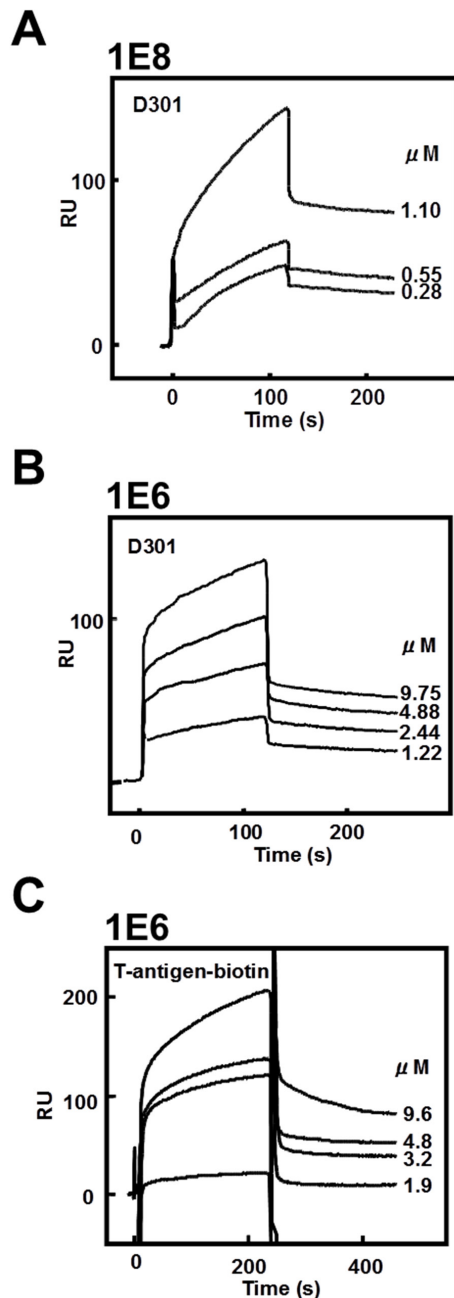 A
1E8
D301
μM
100
1.10
RU
0.55
0.28
0
0 100 200
Time (s)
B
1E6
D301
100
μM
RU
9.75
4.88
2.44
1.22
0 100 200
Time (s)
C
1E6
T-antigen-biotin
200
μM
RU
100
9.6
4.8
3.2
1.9
0
0 200 400
Time (s)